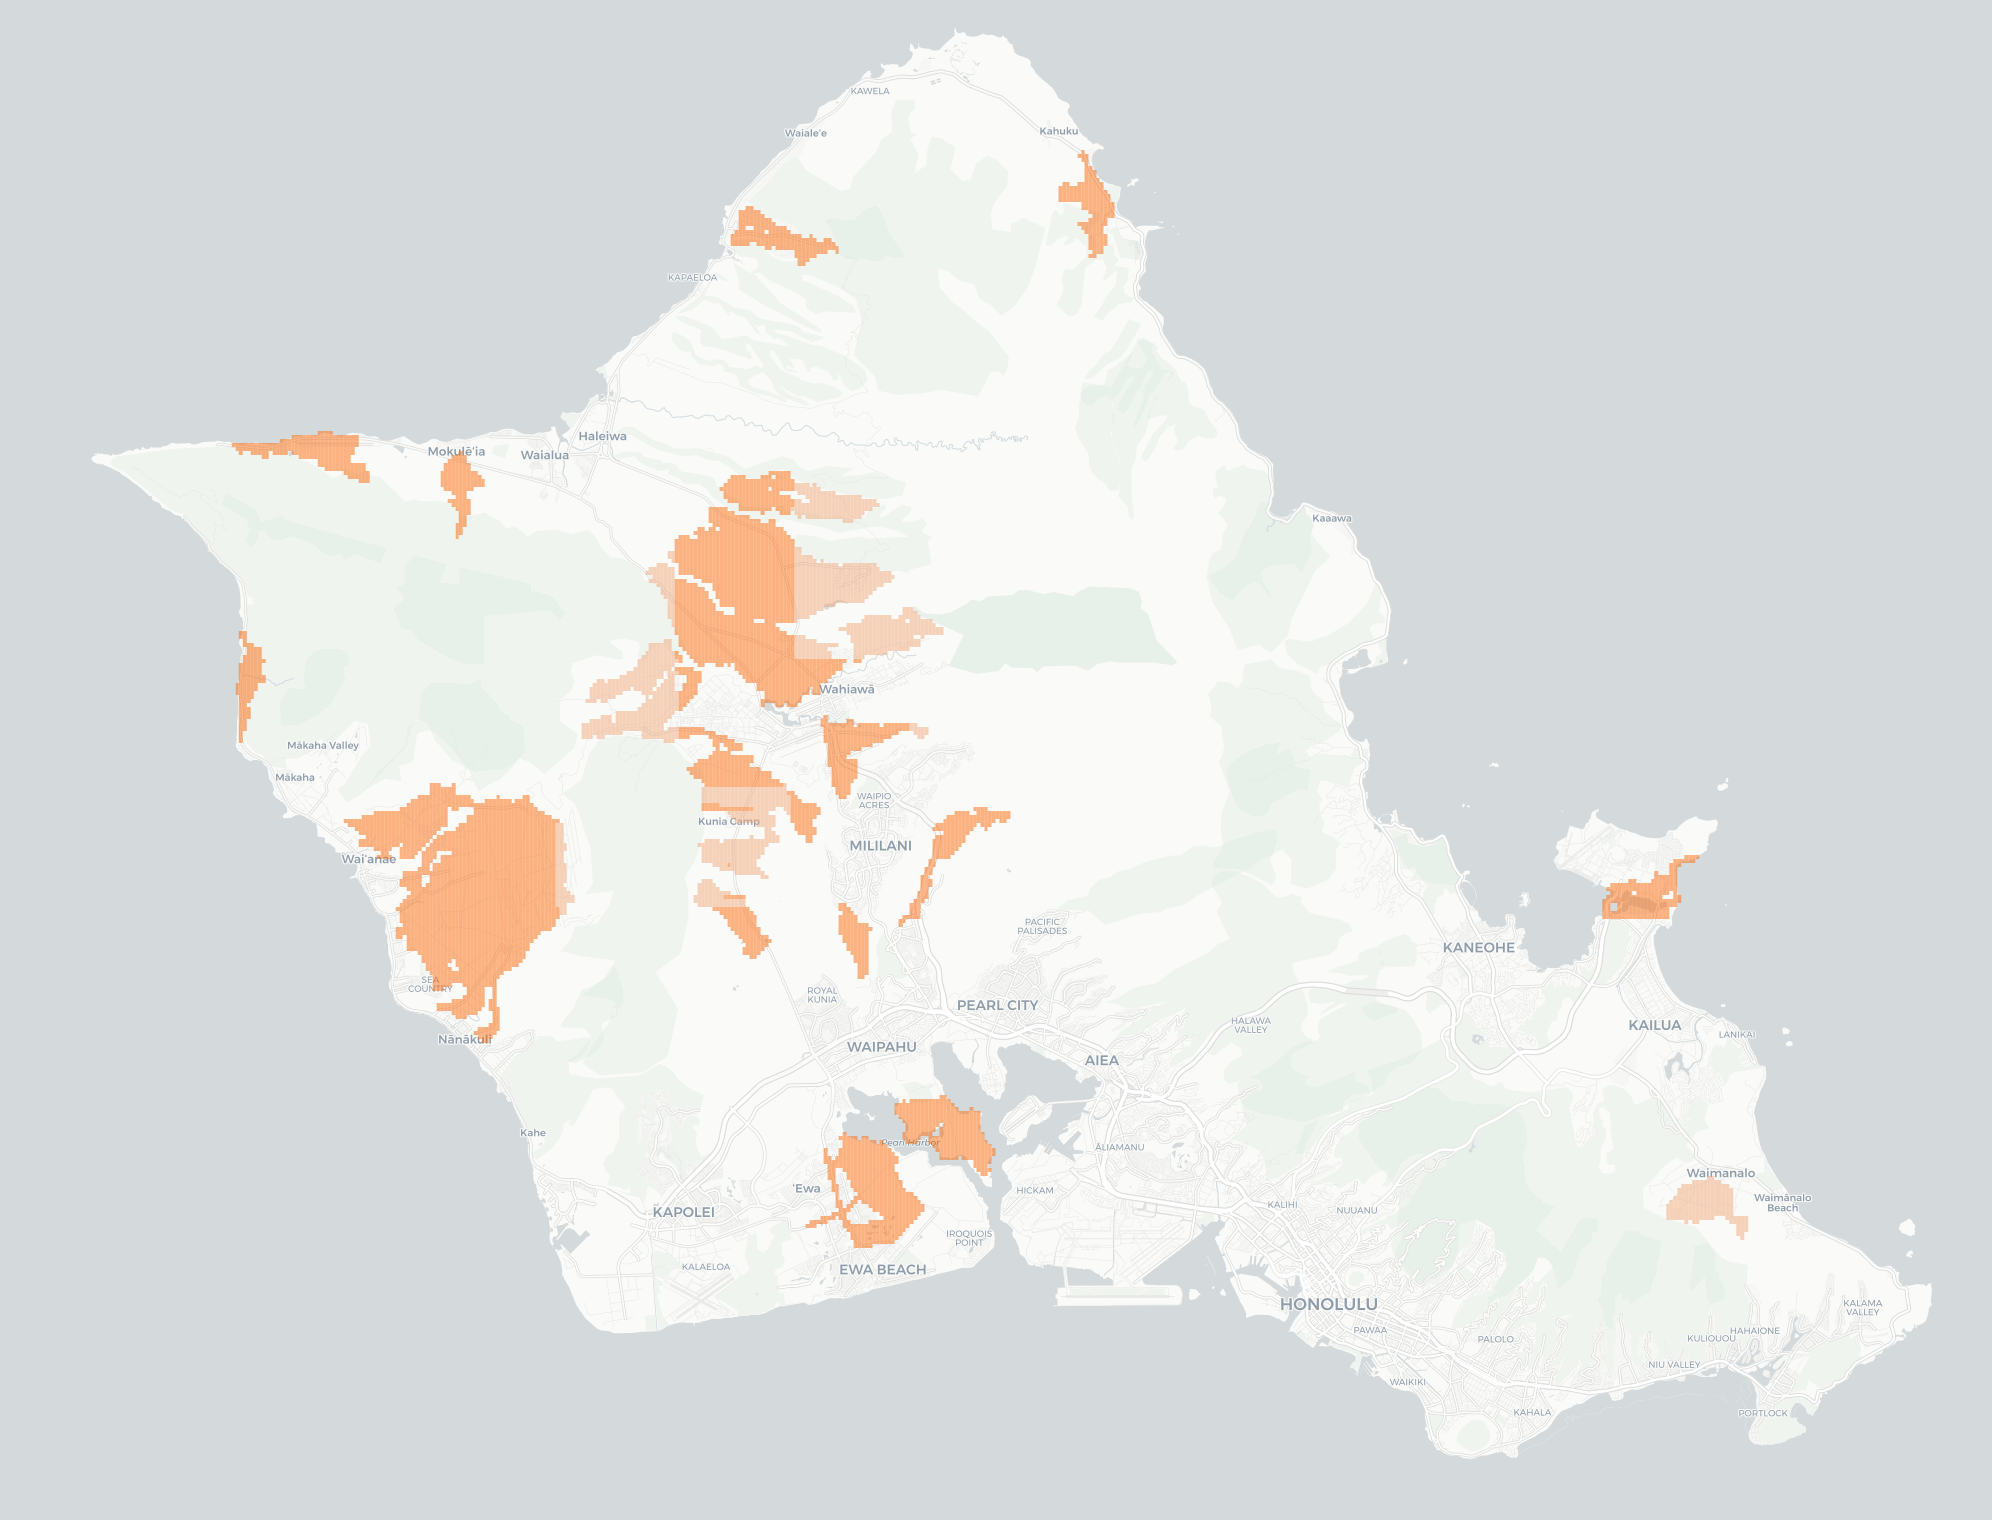 KAWELA
Waiale'e
Kahuku
KAPAELOA
Haleiwa
Mokulē'ia
Waialua
Kaaawa
Wahiawā
Mākaha Valley
Mākaha
WAIPIO
ACRES
Kunia Camp
MILILANI
Wai'anae
PACIFIC
PALISADES
KANEOHE
SEA
COUNTRY
ROYAL
KUNIA
PEARL CITY
HALAWA
VALLEY
KAILUA
LANIKAI
Nānākuli
WAIPAHU
AIEA
Kahe
Pearl Harbor
ĀLIAMANU
Waimanalo
'Ewa
HICKAM
Waimānalo
Beach
KAPOLEI
KALIHI
NUUANU
IROQUOIS
POINT
KALAELOA
EWA BEACH
HONOLULU
KALAMA
VALLEY
PAWAA
PALOLO
HAHAIONE
KULIOUOU
NIU VALLEY
WAIKIKI
KAHALA
PORTLOCK